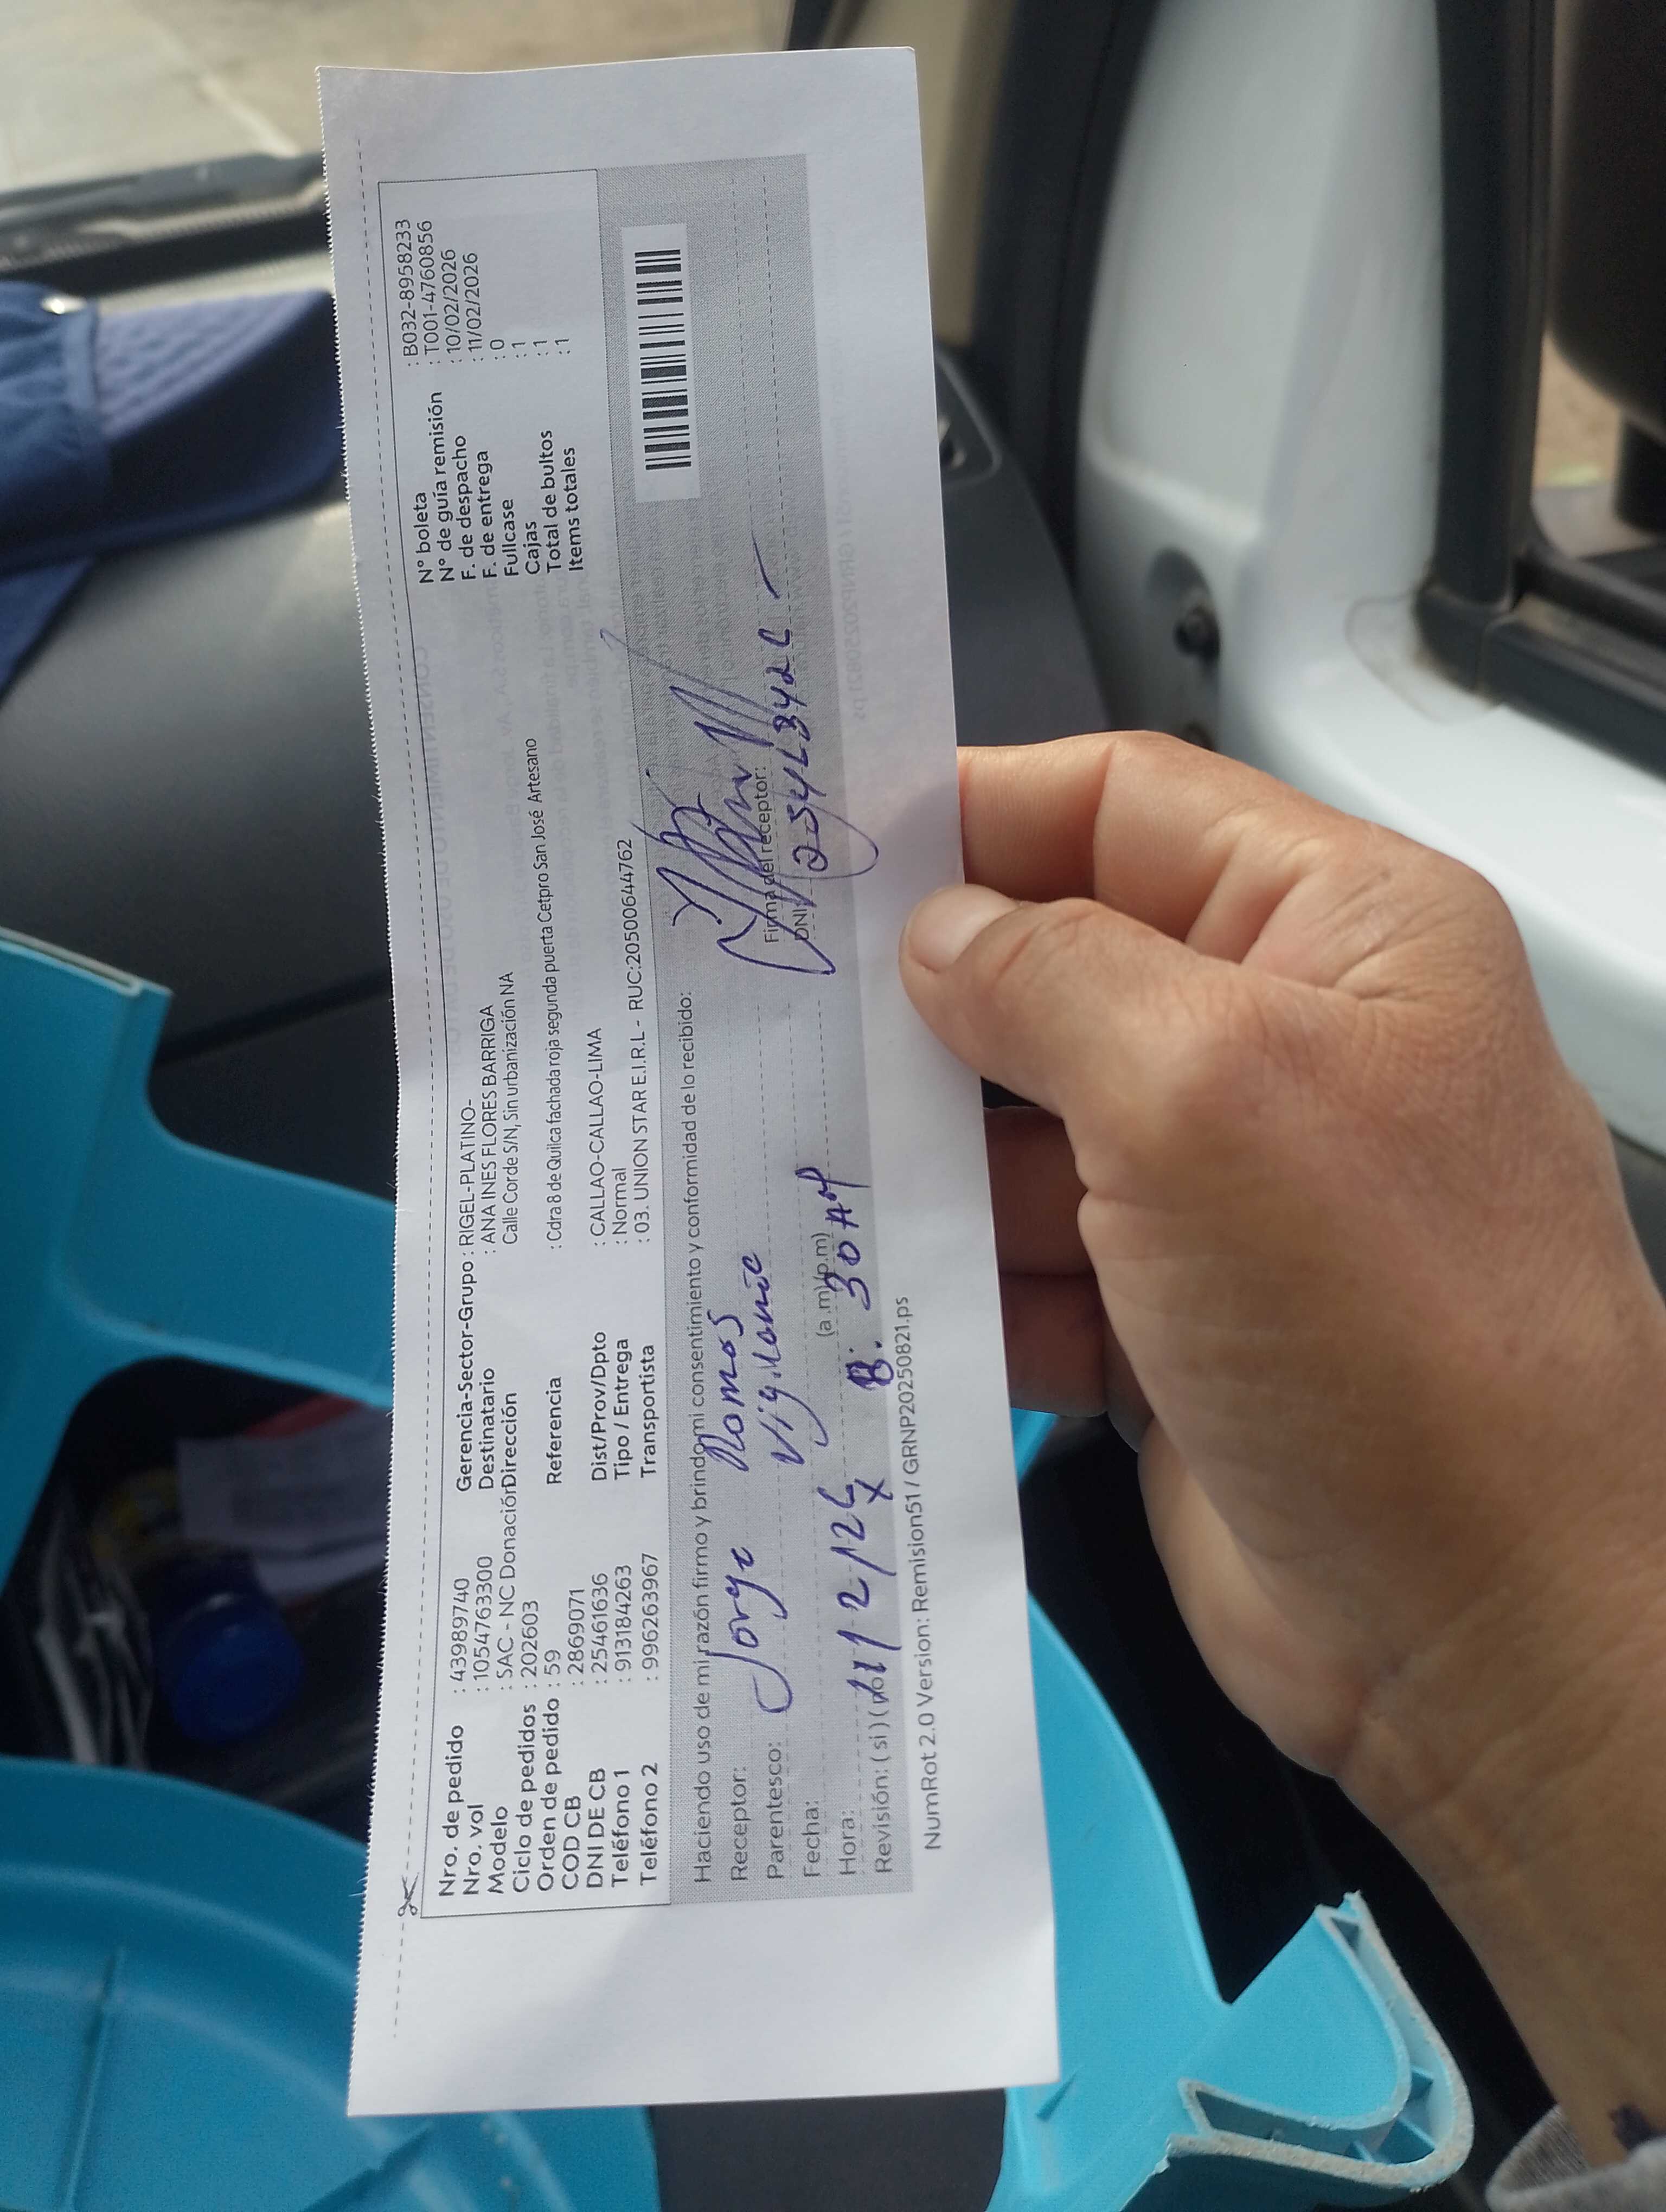 Nro. de pedido : 43989740 Gerencia-Sector-Grupo : RIGEL-PLATINO- N° boleta : B032-8958233
Nro. vol : 1054763300 Destinatario : ANA INES FLORES BARRIGA N° de guía remisión : T001-4760856
Modelo : SAC - NC Donación Dirección Calle Corde S/N, Sin urbanización NA F. de despacho : 10/02/2026
Ciclo de pedidos : 202603 F. de entrega : 11/02/2026
Orden de pedido : 59 Referencia : Cdra 8 de Quilca fachada roja segunda puerta Cetpro San José Artesano Fullcase : 0
COD CB : 2869071 Cajas : 1
DNI DE CB : 25461636 Dist/Prov/Dpto : CALLAO-CALLAO-LIMA Total de bultos : 1
Teléfono 1 : 913184263 Tipo / Entrega : Normal Items totales : 1
Teléfono 2 : 996263967 Transportista : 03. UNION STAR E.I.R.L - RUC:20500644762
Haciendo uso de mi razón firmo y brindo mi consentimiento y conformidad de lo recibido:
Receptor: Jorge
Parentesco: Firma del receptor:
Fecha: DNI:
Hora: (a.m)(p.m)
Revisión: (si) (no) 8: 30 AM
NumRot 2.0 Version: Remision51 / GRNP20250821.ps